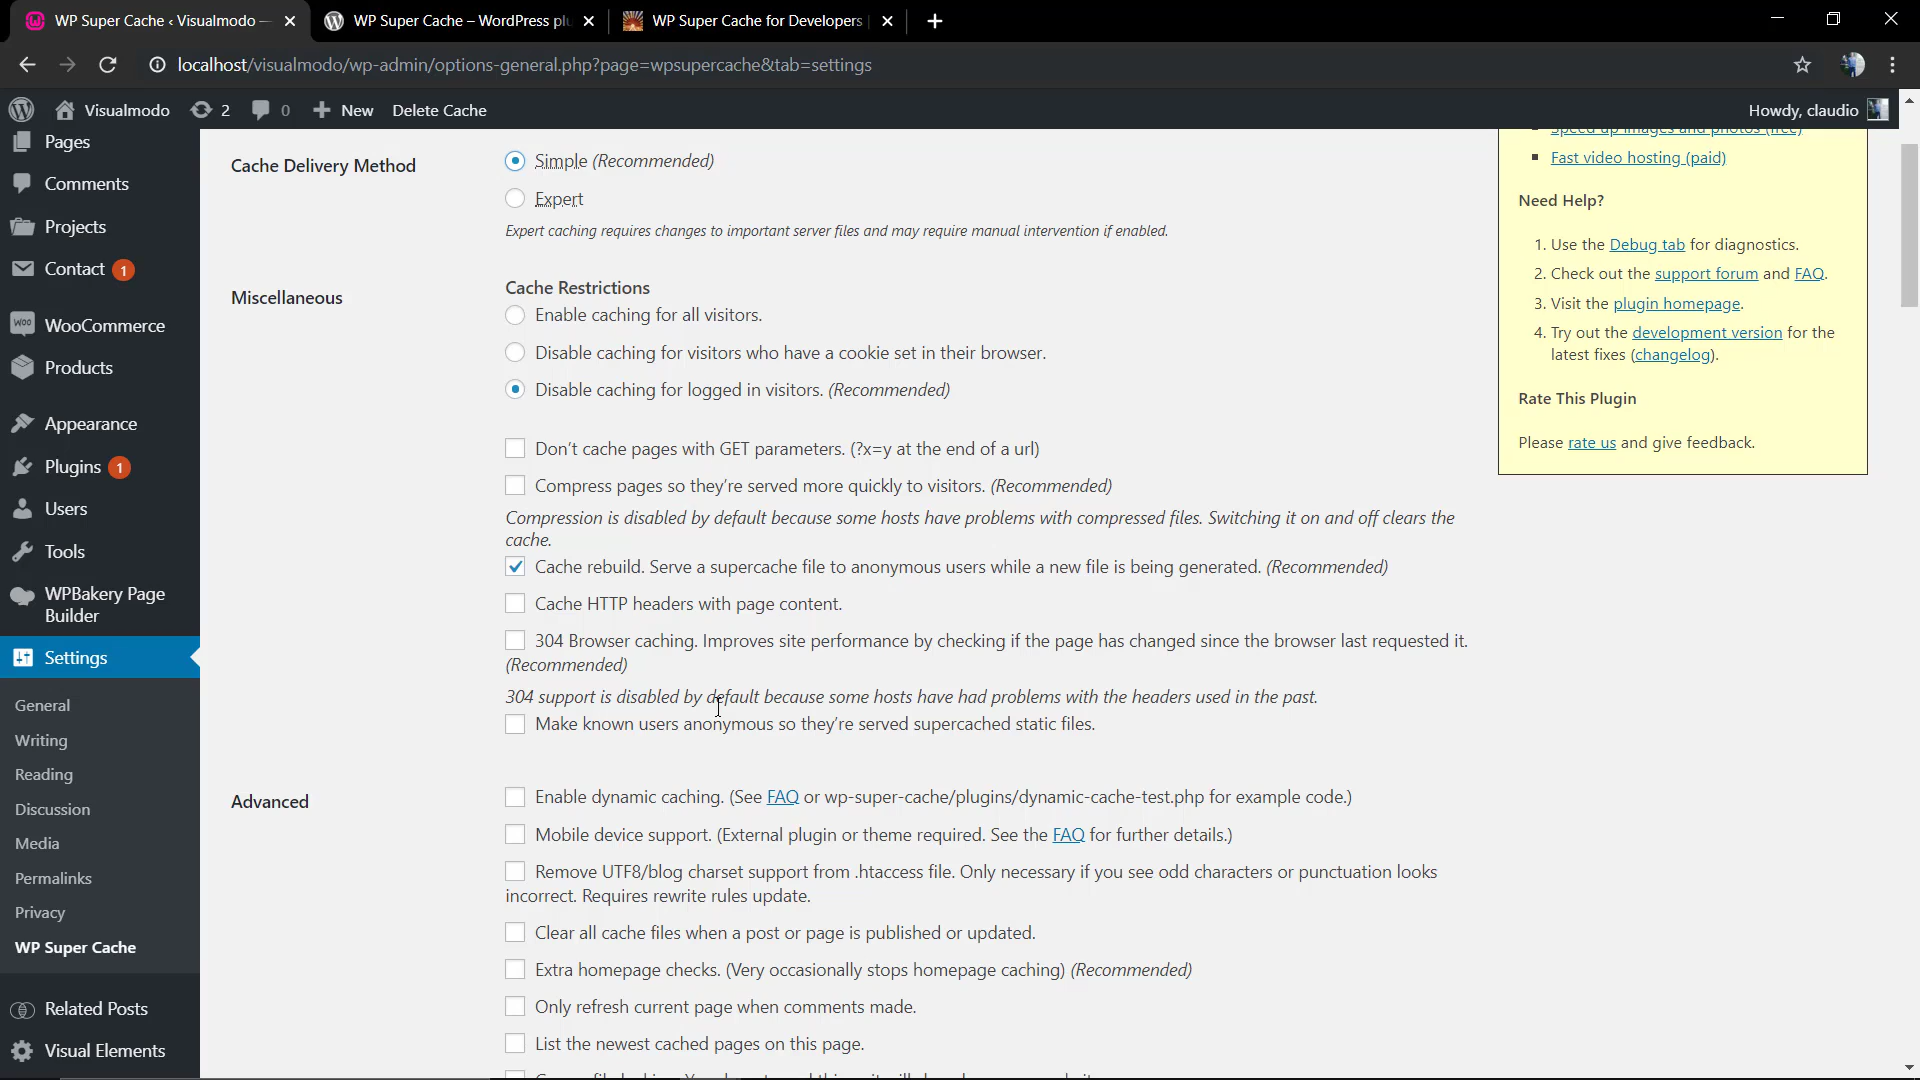 WP Super Cache ‹ Visualmodo —
WP Super Cache – WordPress plu
WP Super Cache for Developers
localhost/visualmodo/wp-admin/options-general.php?page=wpsupercache&tab=settings
Visualmodo
2
0
New
Delete Cache
Howdy, claudio
Pages
Comments
Projects
Contact 1
WooCommerce
Products
Appearance
Plugins 1
Users
Tools
WPBakery Page
Builder
Settings
General
Writing
Reading
Discussion
Media
Permalinks
Privacy
WP Super Cache
Related Posts
Visual Elements
Cache Delivery Method
Simple (Recommended)
Expert
Expert caching requires changes to important server files and may require manual intervention if enabled.
Miscellaneous
Cache Restrictions
Enable caching for all visitors.
Disable caching for visitors who have a cookie set in their browser.
Disable caching for logged in visitors. (Recommended)
Don't cache pages with GET parameters. (?x=y at the end of a url)
Compress pages so they're served more quickly to visitors. (Recommended)
Compression is disabled by default because some hosts have problems with compressed files. Switching it on and off clears the
cache.
Cache rebuild. Serve a supercache file to anonymous users while a new file is being generated. (Recommended)
Cache HTTP headers with page content.
304 Browser caching. Improves site performance by checking if the page has changed since the browser last requested it.
(Recommended)
304 support is disabled by default because some hosts have had problems with the headers used in the past.
Make known users anonymous so they're served supercached static files.
Advanced
Enable dynamic caching. (See FAQ or wp-super-cache/plugins/dynamic-cache-test.php for example code.)
Mobile device support. (External plugin or theme required. See the FAQ for further details.)
Remove UTF8/blog charset support from .htaccess file. Only necessary if you see odd characters or punctuation looks
incorrect. Requires rewrite rules update.
Clear all cache files when a post or page is published or updated.
Extra homepage checks. (Very occasionally stops homepage caching) (Recommended)
Only refresh current page when comments made.
List the newest cached pages on this page.
Speed up images and photos (free)
Fast video hosting (paid)
Need Help?
1. Use the Debug tab for diagnostics.
2. Check out the support forum and FAQ.
3. Visit the plugin homepage.
4. Try out the development version for the
latest fixes (changelog).
Rate This Plugin
Please rate us and give feedback.